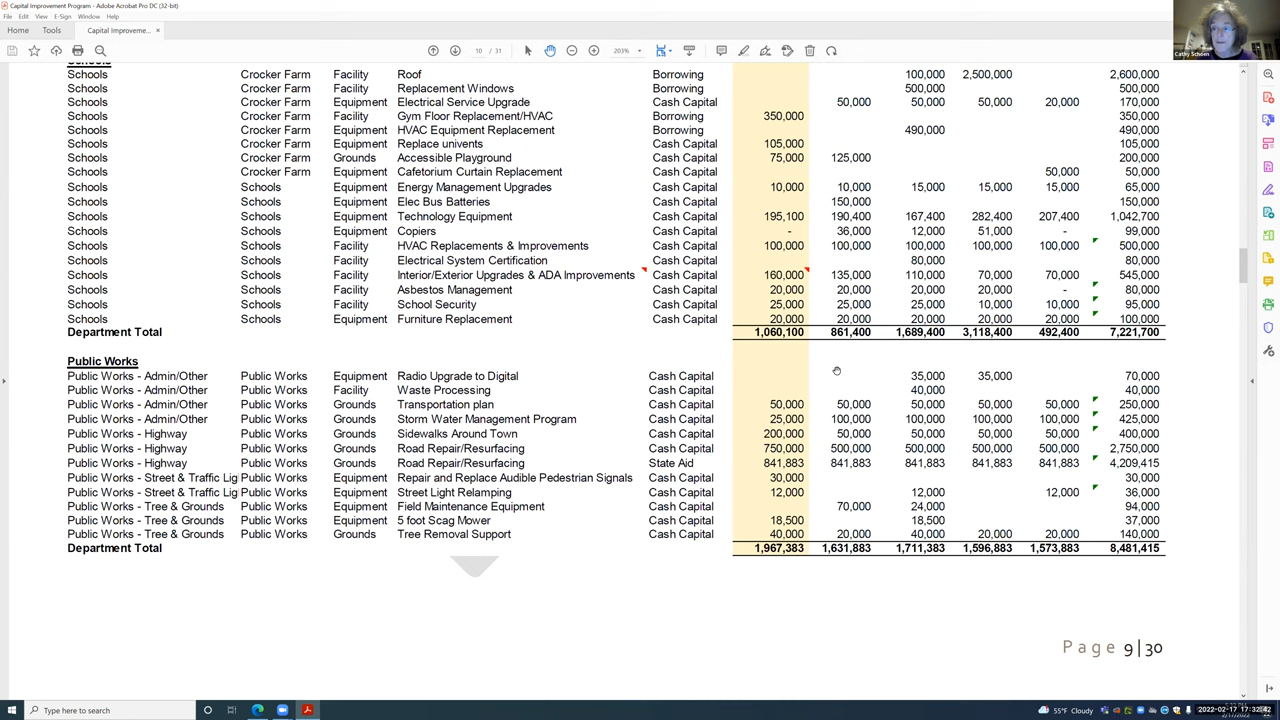 Capital Improvement Program - Adobe Acrobat Pro DC (32-bit)
File Edit View E-Sign Window Help
Home Tools Capital Improveme... ×
10 / 31 203%
Cathy Schoen
Schools
Schools Crocker Farm Facility Roof Borrowing 100,000 2,500,000 2,600,000
Schools Crocker Farm Facility Replacement Windows Borrowing 500,000 500,000
Schools Crocker Farm Equipment Electrical Service Upgrade Cash Capital 50,000 50,000 50,000 20,000 170,000
Schools Crocker Farm Facility Gym Floor Replacement/HVAC Borrowing 350,000 350,000
Schools Crocker Farm Equipment HVAC Equipment Replacement Borrowing 490,000 490,000
Schools Crocker Farm Equipment Replace univents Cash Capital 105,000 105,000
Schools Crocker Farm Grounds Accessible Playground Cash Capital 75,000 125,000 200,000
Schools Crocker Farm Equipment Cafetorium Curtain Replacement Cash Capital 50,000 50,000
Schools Schools Equipment Energy Management Upgrades Cash Capital 10,000 10,000 15,000 15,000 15,000 65,000
Schools Schools Equipment Elec Bus Batteries Cash Capital 150,000 150,000
Schools Schools Equipment Technology Equipment Cash Capital 195,100 190,400 167,400 282,400 207,400 1,042,700
Schools Schools Equipment Copiers Cash Capital - 36,000 12,000 51,000 - 99,000
Schools Schools Facility HVAC Replacements & Improvements Cash Capital 100,000 100,000 100,000 100,000 100,000 500,000
Schools Schools Facility Electrical System Certification Cash Capital 80,000 80,000
Schools Schools Facility Interior/Exterior Upgrades & ADA Improvements Cash Capital 160,000 135,000 110,000 70,000 70,000 545,000
Schools Schools Facility Asbestos Management Cash Capital 20,000 20,000 20,000 20,000 - 80,000
Schools Schools Facility School Security Cash Capital 25,000 25,000 25,000 10,000 10,000 95,000
Schools Schools Equipment Furniture Replacement Cash Capital 20,000 20,000 20,000 20,000 20,000 100,000
Department Total 1,060,100 861,400 1,689,400 3,118,400 492,400 7,221,700
Public Works
Public Works - Admin/Other Public Works Equipment Radio Upgrade to Digital Cash Capital 35,000 35,000 70,000
Public Works - Admin/Other Public Works Facility Waste Processing Cash Capital 40,000 40,000
Public Works - Admin/Other Public Works Grounds Transportation plan Cash Capital 50,000 50,000 50,000 50,000 50,000 250,000
Public Works - Admin/Other Public Works Grounds Storm Water Management Program Cash Capital 25,000 100,000 100,000 100,000 100,000 425,000
Public Works - Highway Public Works Grounds Sidewalks Around Town Cash Capital 200,000 50,000 50,000 50,000 50,000 400,000
Public Works - Highway Public Works Grounds Road Repair/Resurfacing Cash Capital 750,000 500,000 500,000 500,000 500,000 2,750,000
Public Works - Highway Public Works Grounds Road Repair/Resurfacing State Aid 841,883 841,883 841,883 841,883 841,883 4,209,415
Public Works - Street & Traffic Lig Public Works Equipment Repair and Replace Audible Pedestrian Signals Cash Capital 30,000 30,000
Public Works - Street & Traffic Lig Public Works Equipment Street Light Relamping Cash Capital 12,000 12,000 12,000 36,000
Public Works - Tree & Grounds Public Works Equipment Field Maintenance Equipment Cash Capital 70,000 24,000 94,000
Public Works - Tree & Grounds Public Works Equipment 5 foot Scag Mower Cash Capital 18,500 18,500 37,000
Public Works - Tree & Grounds Public Works Grounds Tree Removal Support Cash Capital 40,000 20,000 40,000 20,000 20,000 140,000
Department Total 1,967,383 1,631,883 1,711,383 1,596,883 1,573,883 8,481,415
Page 9|30
Type here to search 55°F Cloudy 2022-02-17 17:32:42
2/17/2022